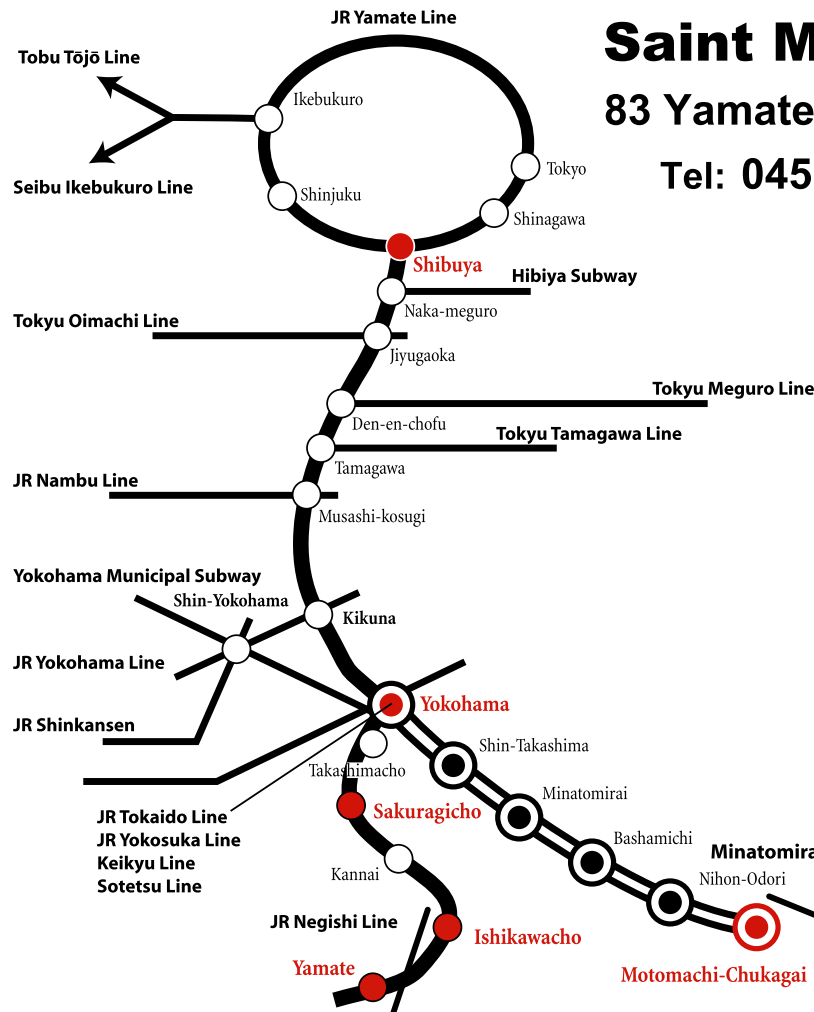 JR Yamate Line
Saint M
Tobu Tōjō Line
83 Yamate
Ikebukuro
Tel: 045
Tokyo
Seibu Ikebukuro Line
Shinjuku
Shinagawa
Shibuya
Hibiya Subway
Naka-meguro
Tokyu Oimachi Line
Jiyugaoka
Tokyu Meguro Line
Den-en-chofu
Tokyu Tamagawa Line
Tamagawa
JR Nambu Line
Musashi-kosugi
Yokohama Municipal Subway
Shin-Yokohama
Kikuna
JR Yokohama Line
Yokohama
JR Shinkansen
Shin-Takashima
Takashimacho
Minatomirai
JR Tokaido Line
JR Yokosuka Line
Keikyu Line
Sotetsu Line
Sakuragicho
Bashamichi
Minatomira
Kannai
Nihon-Odori
JR Negishi Line
Ishikawacho
Yamate
Motomachi-Chukagai